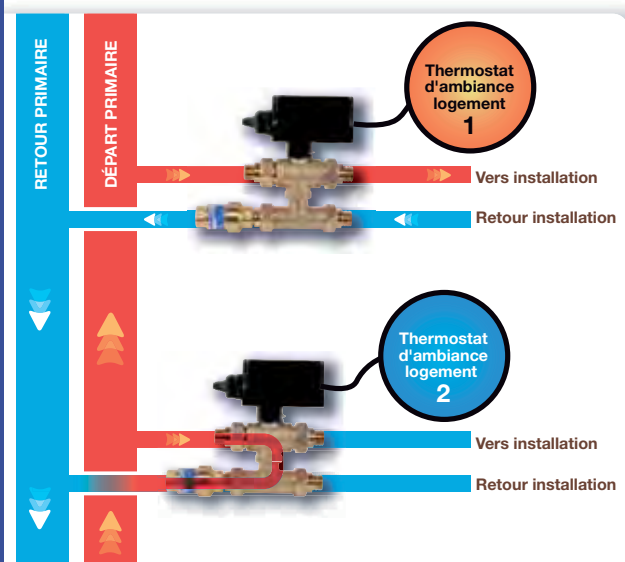 RETOUR PRIMAIRE
DÉPART PRIMAIRE
Thermostat
d'ambiance
logement
1
Vers installation
Retour installation
Thermostat
d'ambiance
logement
2
Vers installation
Retour installation